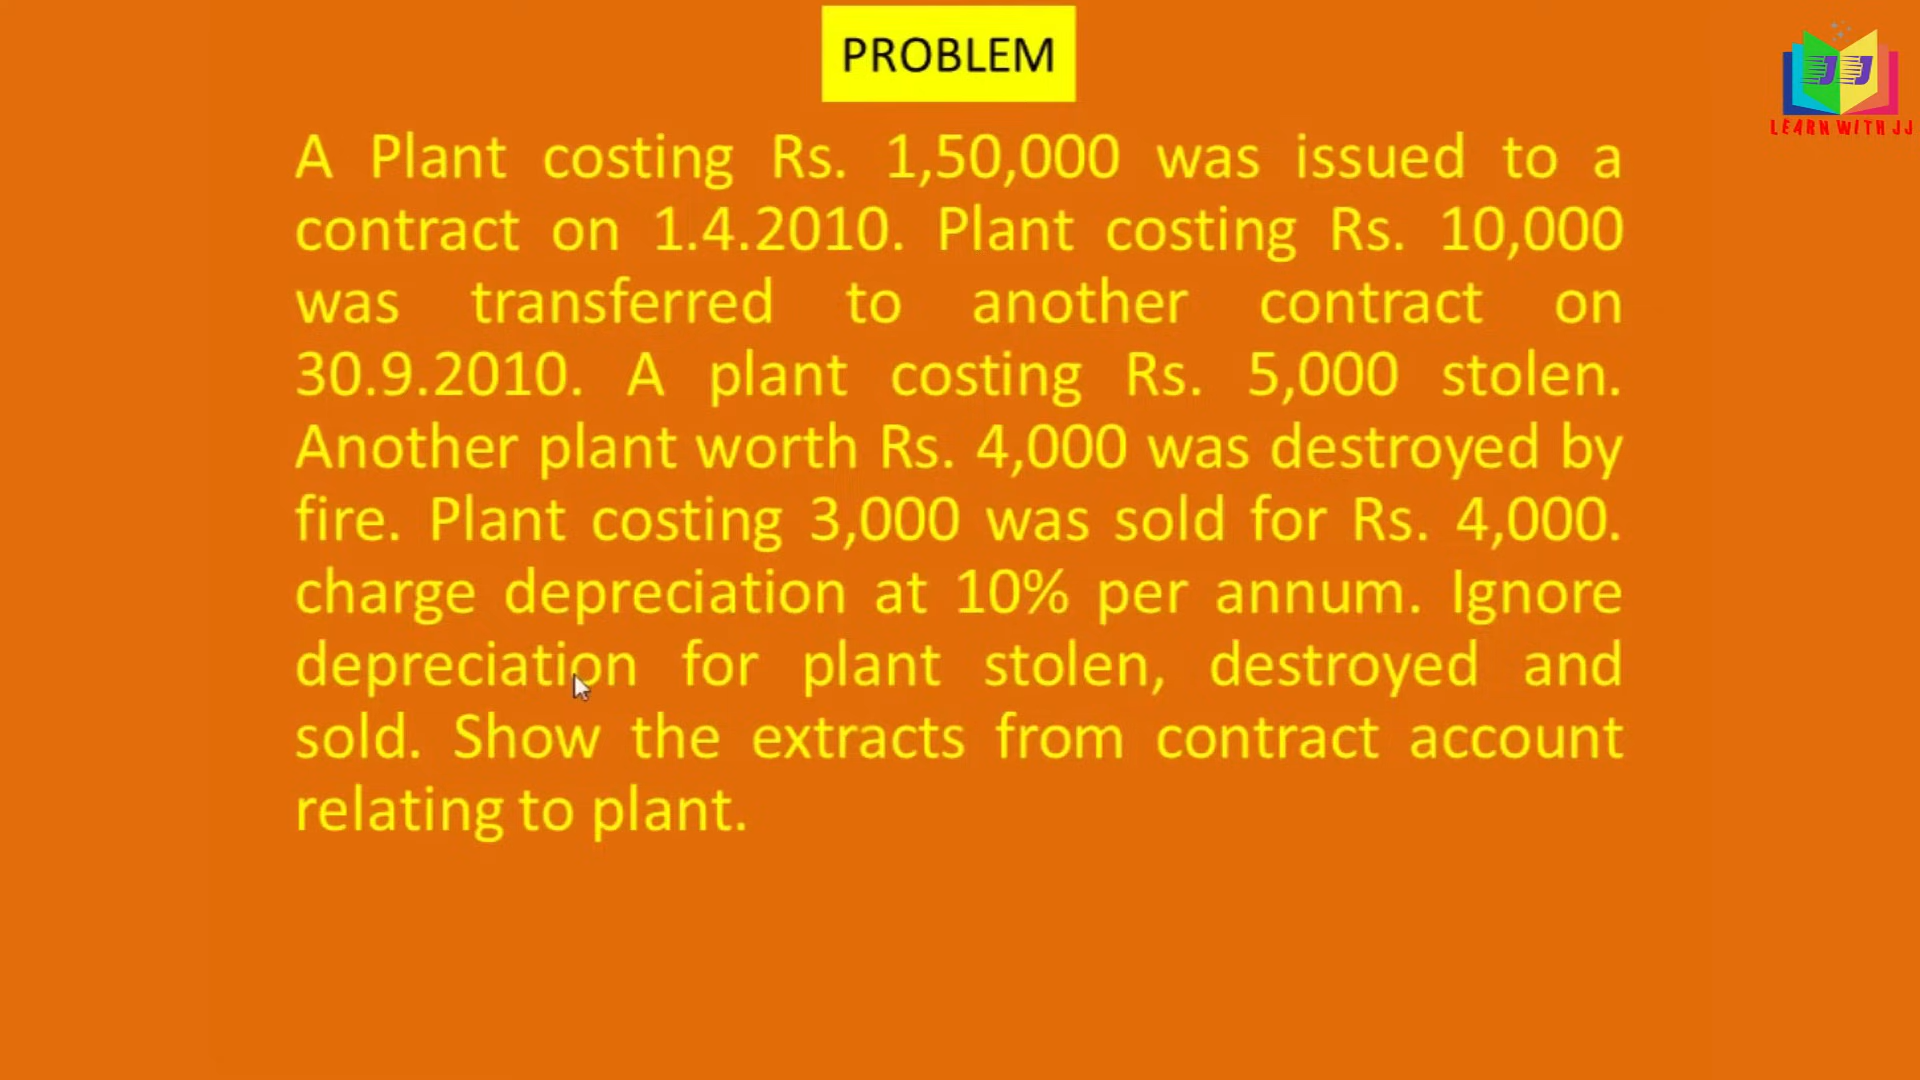 PROBLEM
JJ
LEARN WITH JJ
A Plant costing Rs. 1,50,000 was issued to a
contract on 1.4.2010. Plant costing Rs. 10,000
was transferred to another contract on
30.9.2010. A plant costing Rs. 5,000 stolen.
Another plant worth Rs. 4,000 was destroyed by
fire. Plant costing 3,000 was sold for Rs. 4,000.
charge depreciation at 10% per annum. Ignore
depreciation for plant stolen, destroyed and
sold. Show the extracts from contract account
relating to plant.